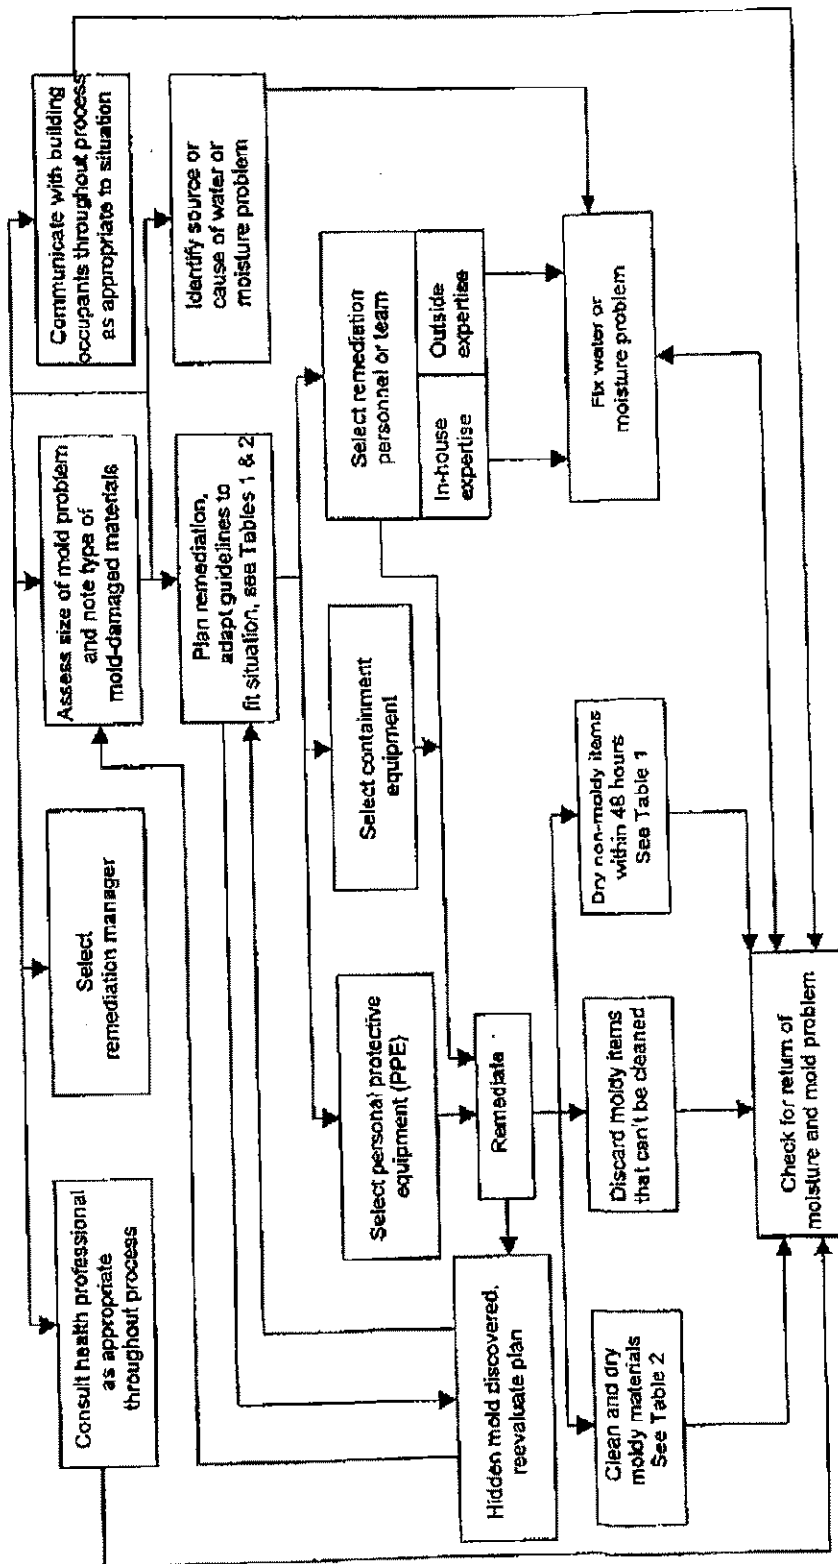 Consult health professional
as appropriate
throughout process
Select
remediation manager
Assess size of mold problem
and note type of
mold-damaged materials
Communicate with building
occupants throughout process
as appropriate to situation
Plan remediation,
adapt guidelines to
fit situation, see Tables 1 & 2
Identify source or
cause of water or
moisture problem
Select personal protective
equipment (PPE)
Select containment
equipment
Select remediation
personnel or team
In-house
expertise
Outside
expertise
Hidden mold discovered,
reevaluate plan
Remediate
Fix water or
moisture problem
Clean and dry
moldy materials
See Table 2
Discard moldy items
that can't be cleaned
Dry non-moldy items
within 48 hours
See Table 1
Check for return of
moisture and mold problem